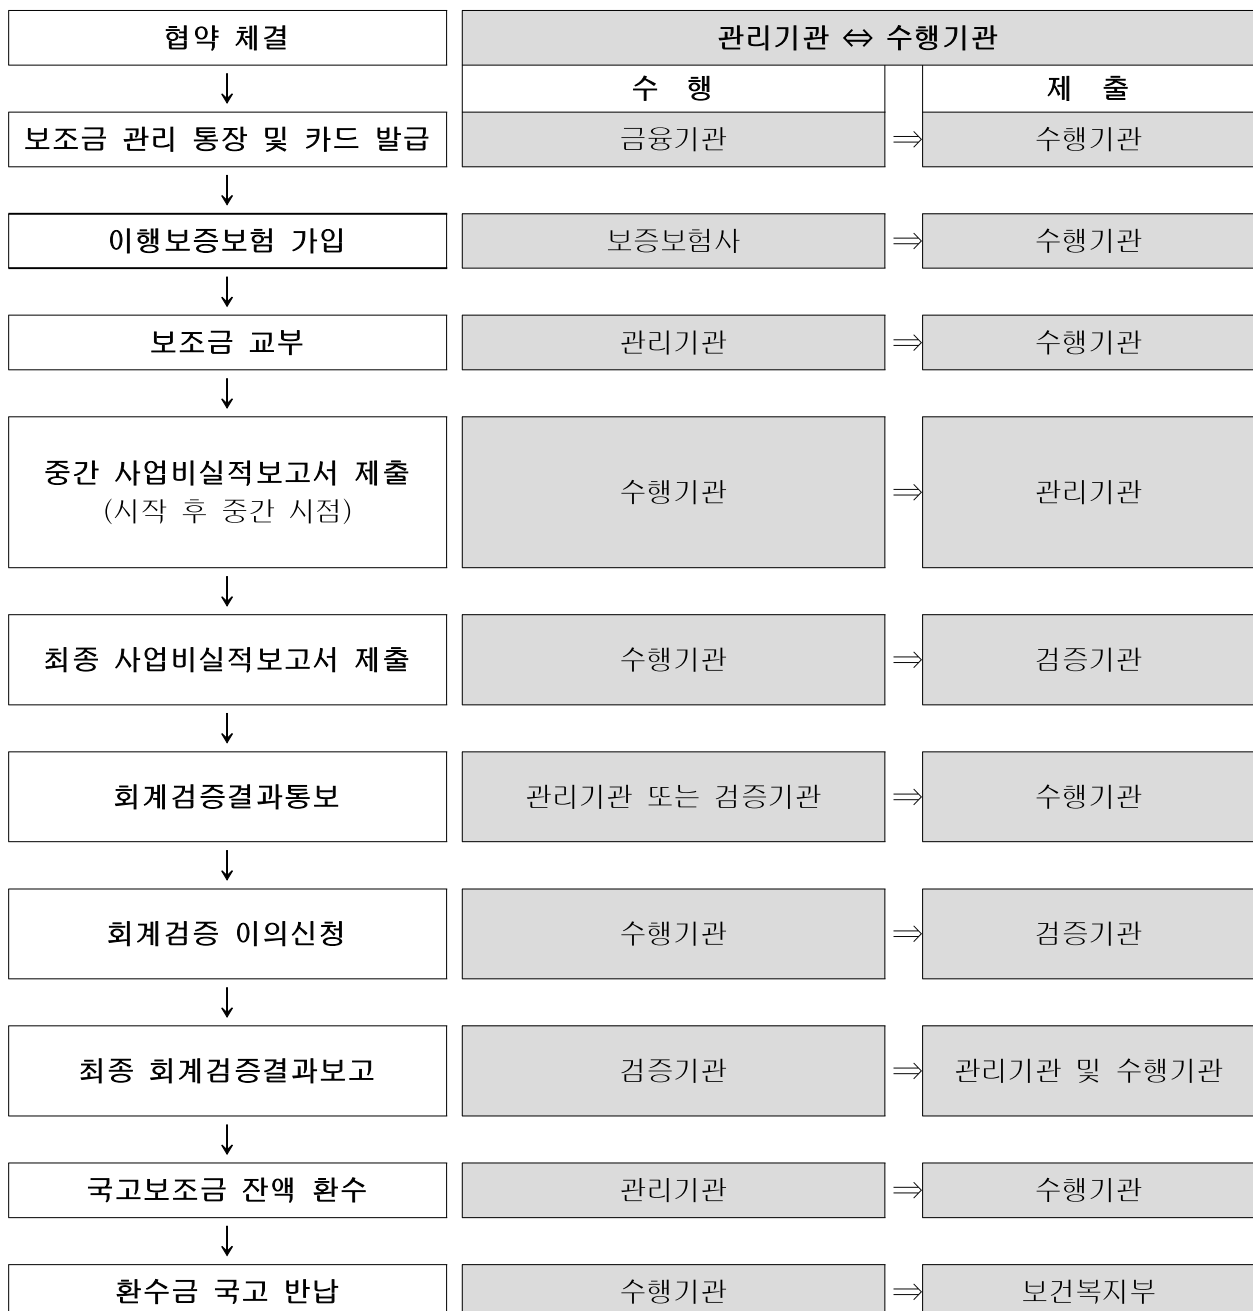 협약 체결
관리기관 ⇔ 수행기관
↓
수 행
제 출
보조금 관리 통장 및 카드 발급
금융기관
⇒
수행기관
↓
이행보증보험 가입
보증보험사
⇒
수행기관
↓
보조금 교부
관리기관
⇒
수행기관
↓
중간 사업비실적보고서 제출
(시작 후 중간 시점)
수행기관
⇒
관리기관
↓
최종 사업비실적보고서 제출
수행기관
⇒
검증기관
↓
회계검증결과통보
관리기관 또는 검증기관
⇒
수행기관
↓
회계검증 이의신청
수행기관
⇒
검증기관
↓
최종 회계검증결과보고
검증기관
⇒
관리기관 및 수행기관
↓
국고보조금 잔액 환수
관리기관
⇒
수행기관
↓
환수금 국고 반납
수행기관
⇒
보건복지부